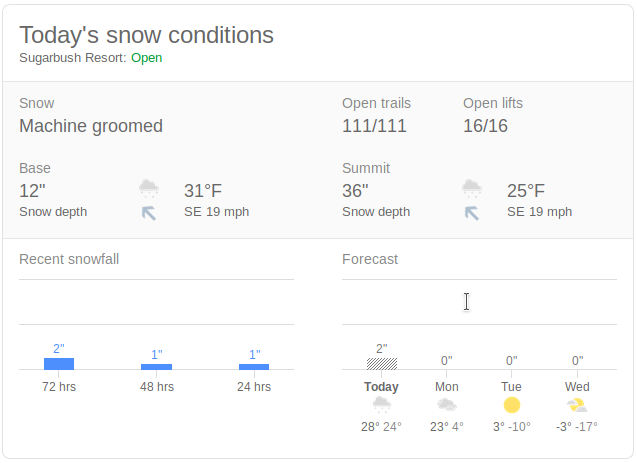 Today's snow conditions
Sugarbush Resort: Open
Snow
Machine groomed
Open trails
111/111
Open lifts
16/16
Base
12"
Snow depth
31°F
SE 19 mph
Summit
36"
Snow depth
25°F
SE 19 mph
Recent snowfall
2" 1" 1"
72 hrs 48 hrs 24 hrs
Forecast
2" 0" 0" 0"
Today Mon Tue Wed
28° 24° 23° 4° 3° -10° -3° -17°